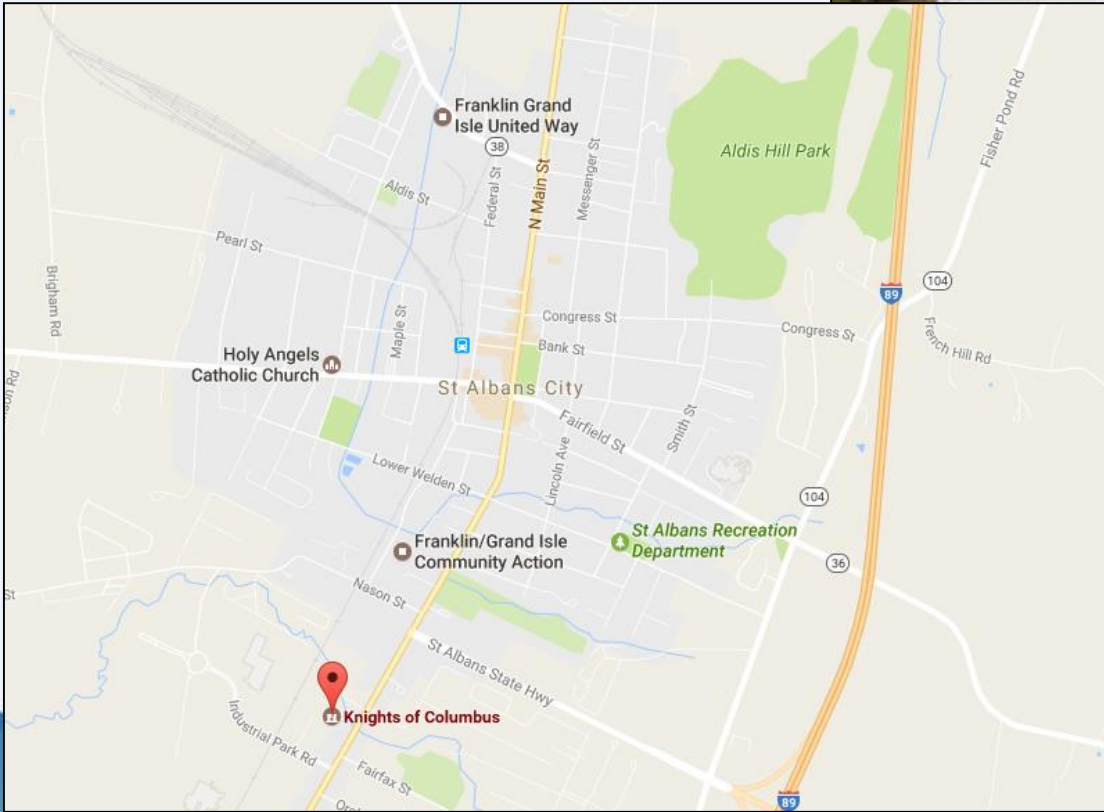 Franklin Grand
Isle United Way
38
Aldis St
Federal St
N Main St
Messenger St
Aldis Hill Park
Fisher Pond Rd
Pearl St
Brigham Rd
Maple St
104
89
Congress St
Congress St
French Hill Rd
Bank St
Holy Angels
Catholic Church
St Albans City
Fairfield St
Smith St
Lincoln Ave
Lower Welden St
104
St Albans Recreation
Department
36
Franklin/Grand Isle
Community Action
Nason St
St
St Albans State Hwy
Knights of Columbus
Industrial Park Rd
Fairfax St
89